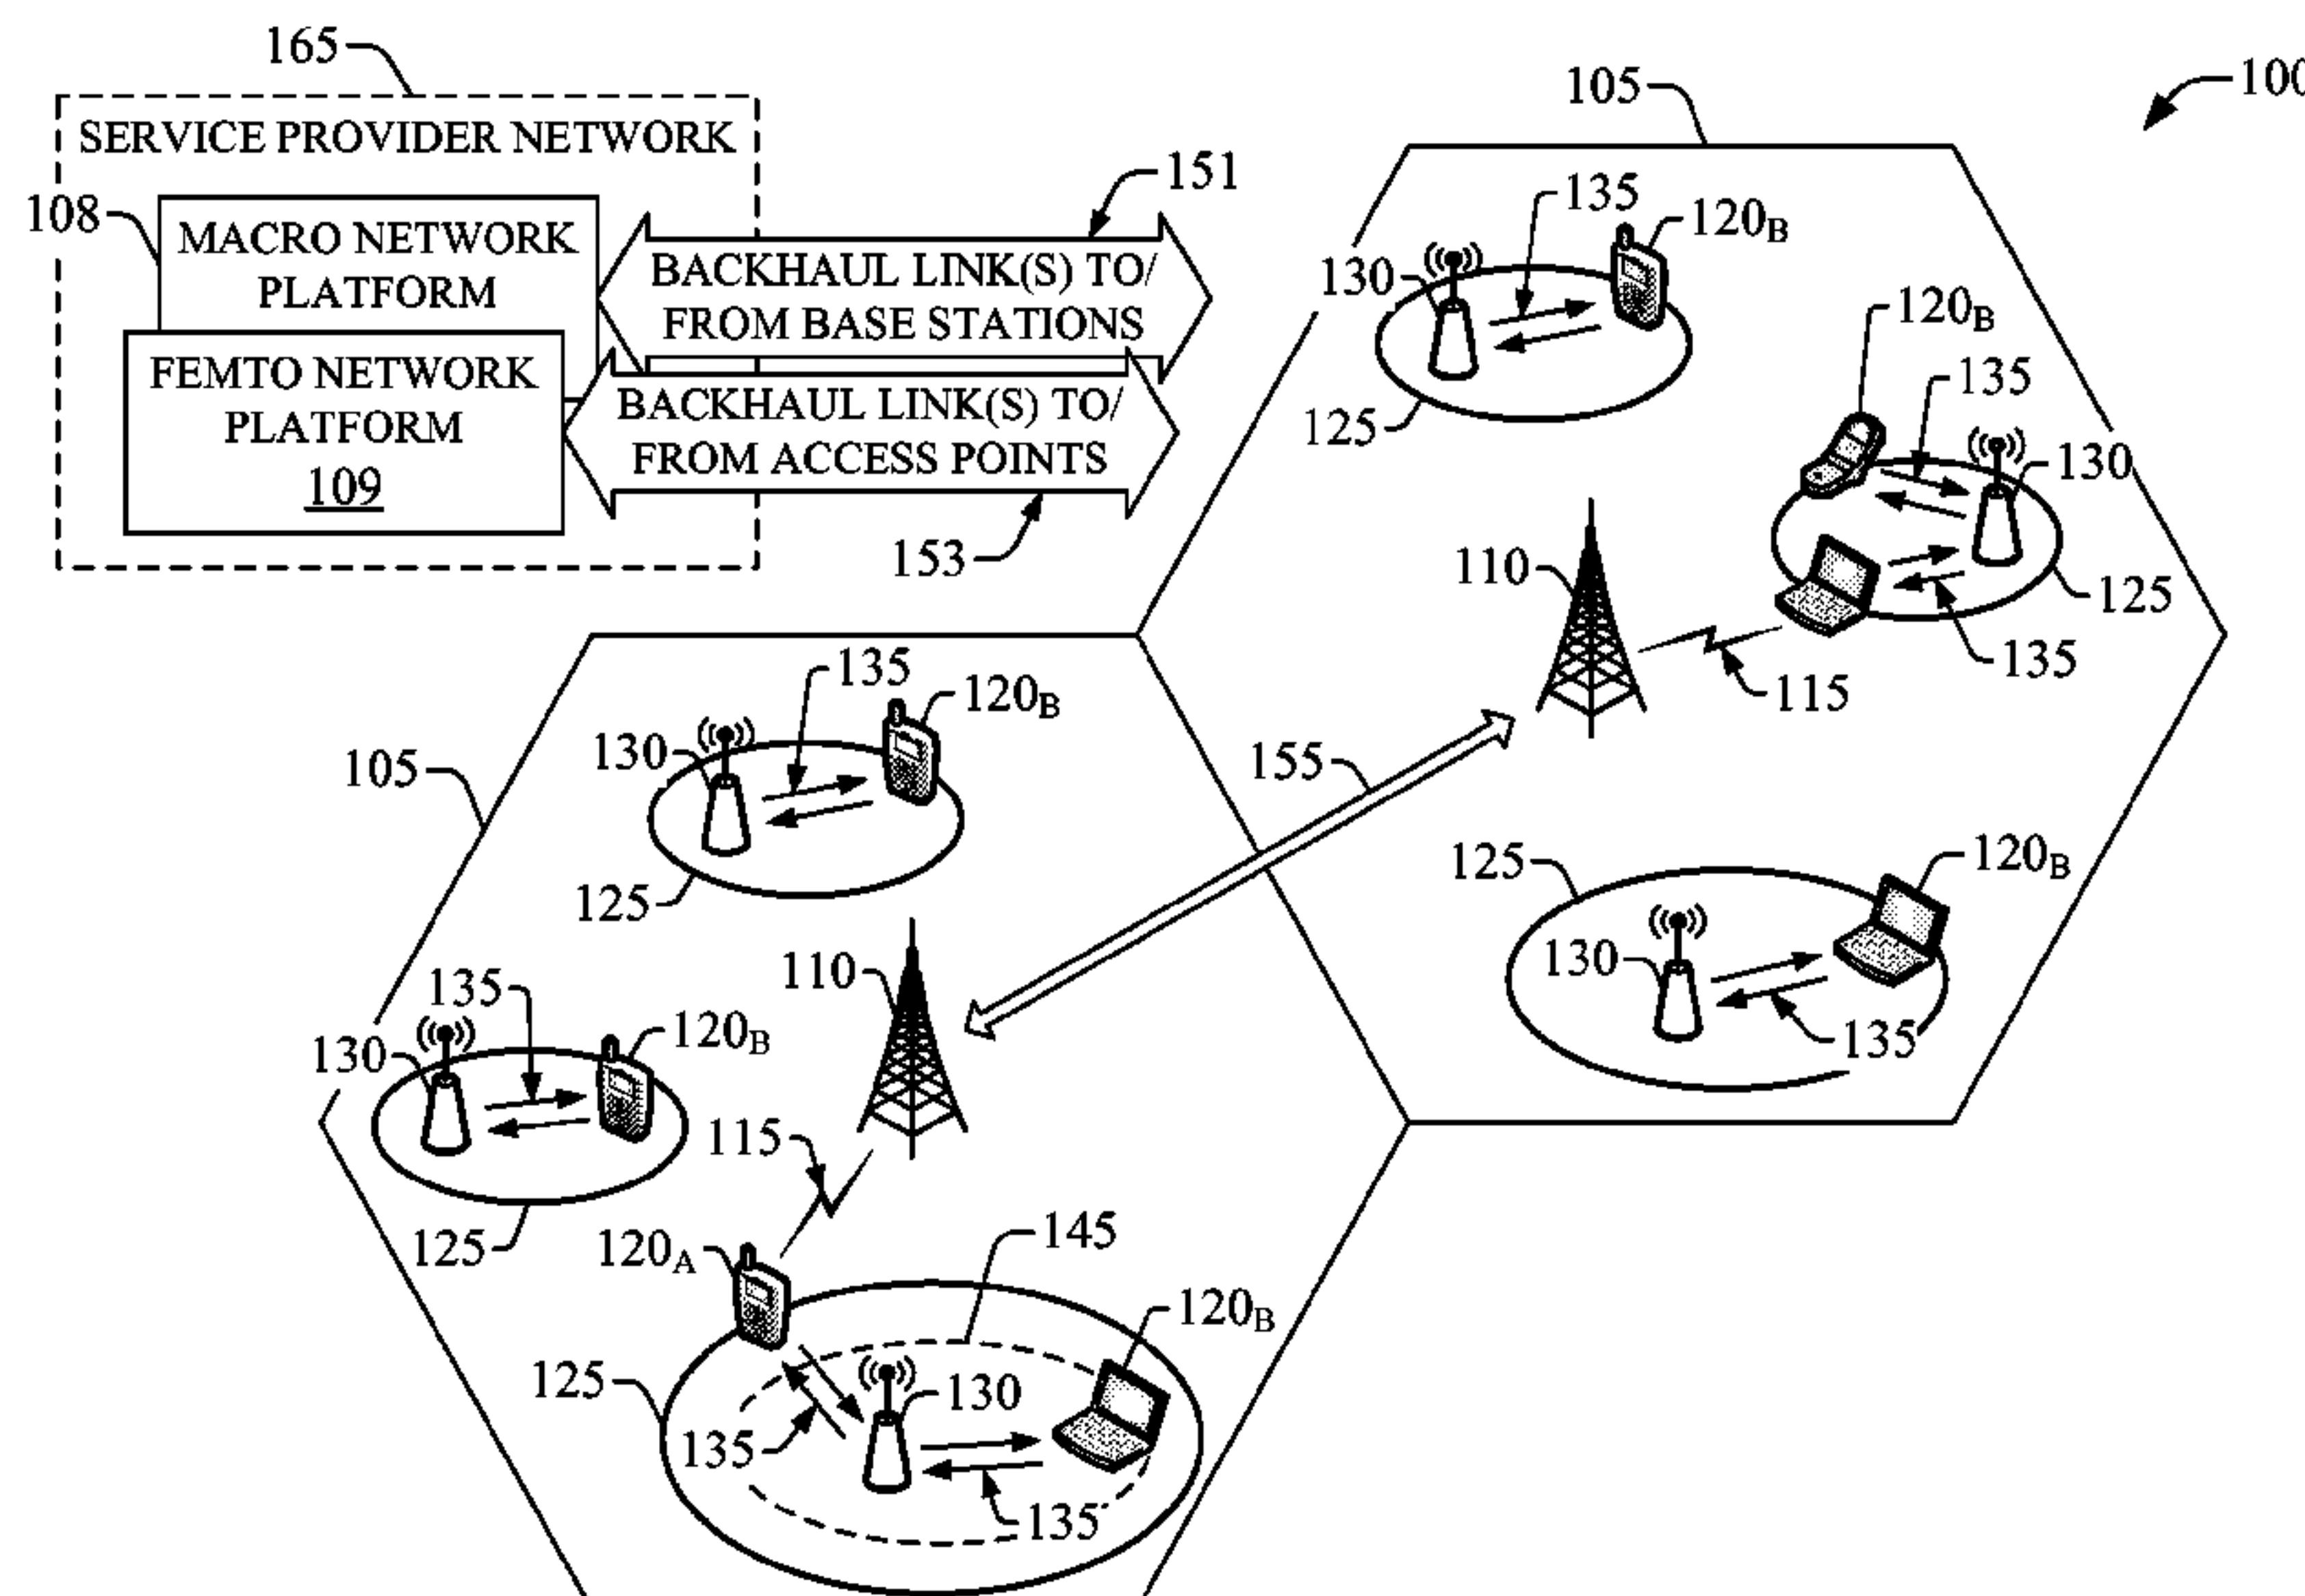 165
SERVICE PROVIDER NETWORK
108
MACRO NETWORK
PLATFORM
FEMTO NETWORK
PLATFORM
109
151
BACKHAUL LINK(S) TO/
FROM BASE STATIONS
BACKHAUL LINK(S) TO/
FROM ACCESS POINTS
153
100
105
135
120B
130
125
120B
135
130
110
125
135
115
155
125
120B
130
135
105
135
120B
130
125
110
135
120B
130
125
115
120A
145
120B
125
130
135
135